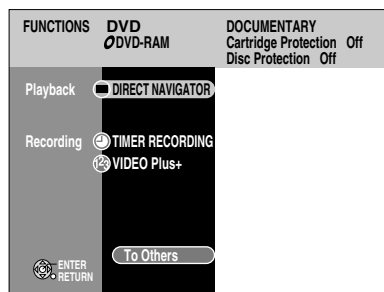 FUNCTIONS DVD DOCUMENTARY
DVD-RAM Cartridge Protection Off
Disc Protection Off
Playback DIRECT NAVIGATOR
Recording TIMER RECORDING
123 VIDEO Plus+
To Others
ENTER
RETURN